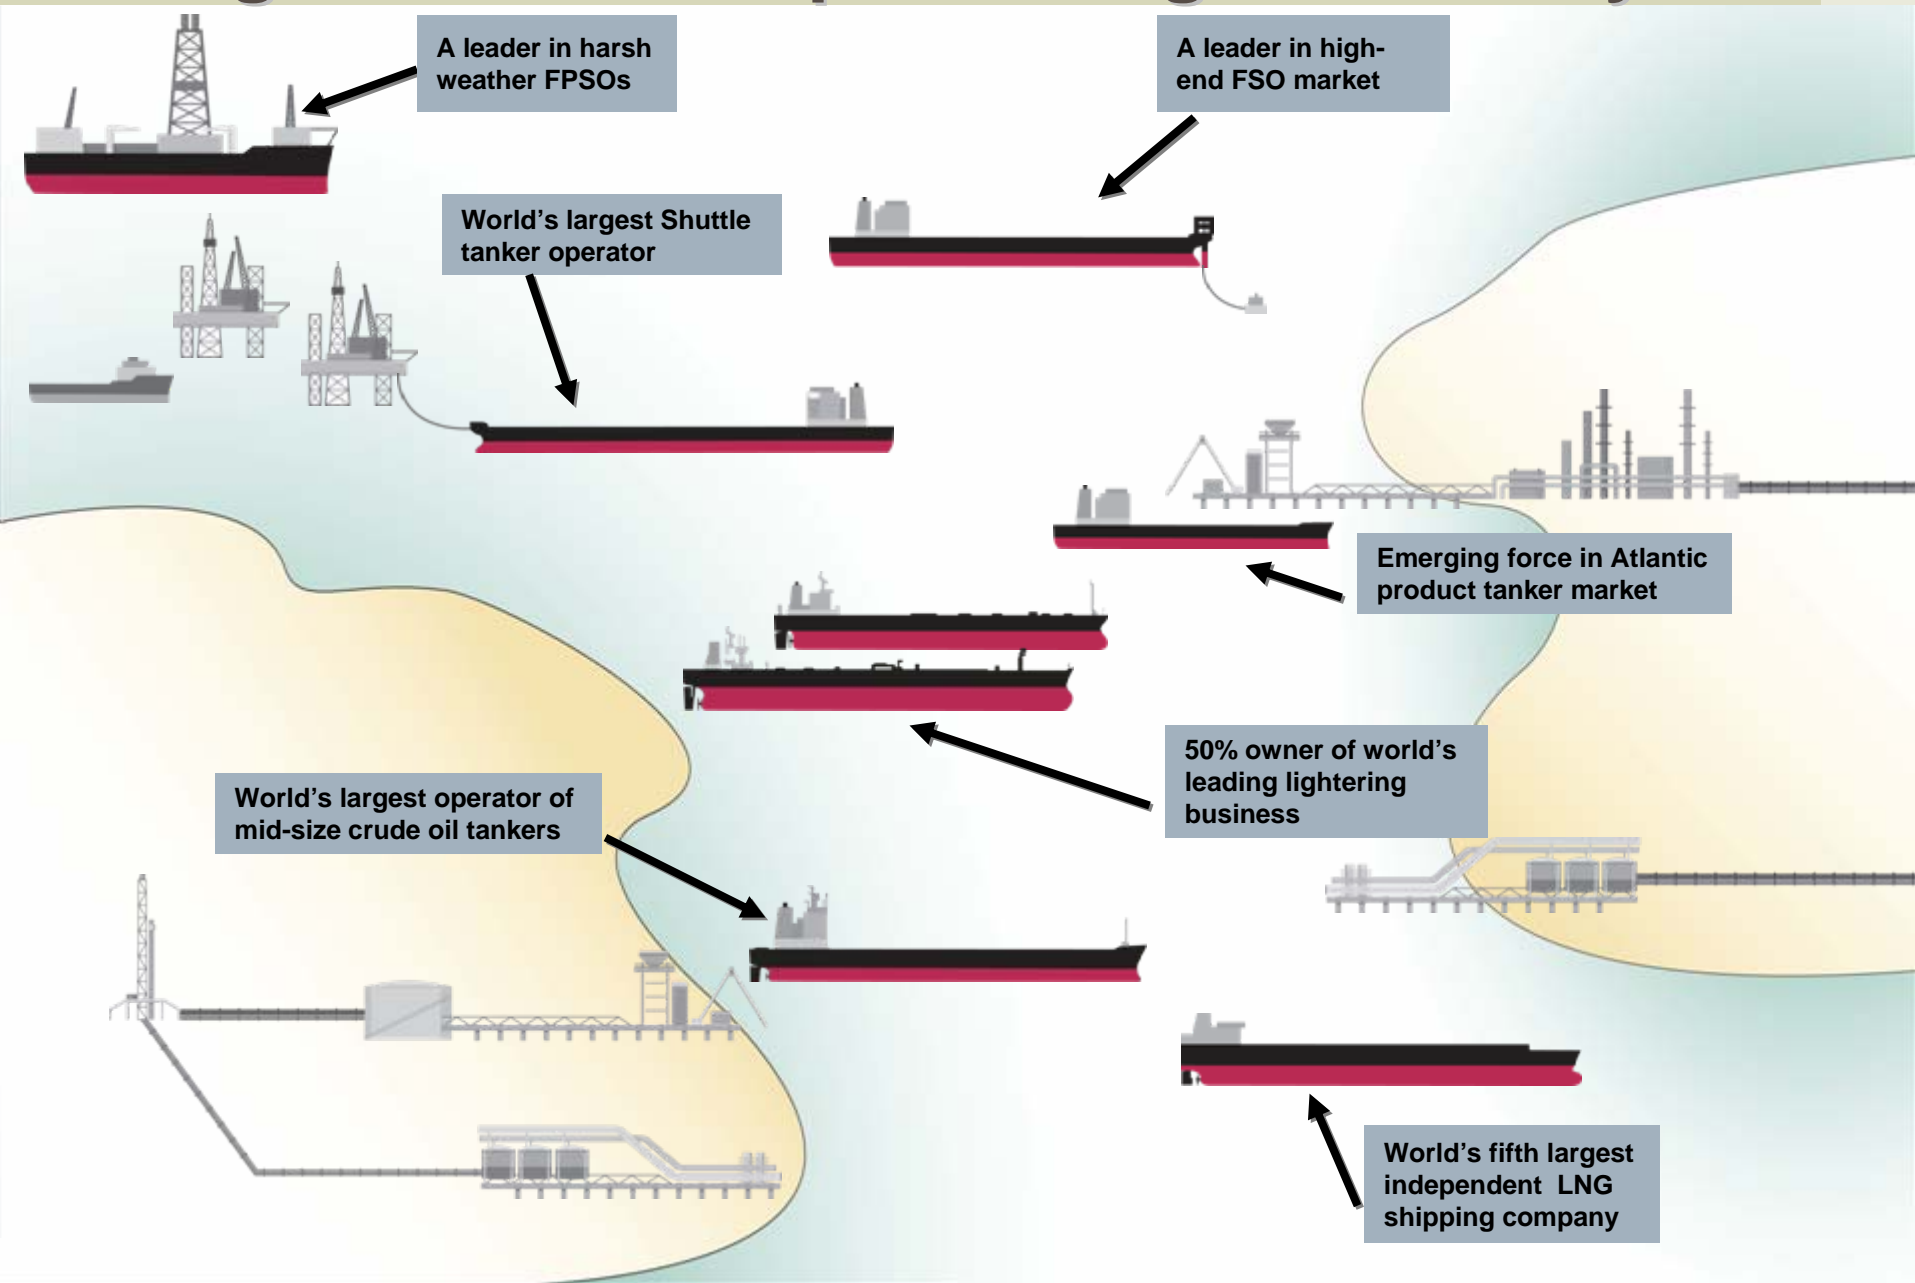 A leader in harsh
weather FPSOs
A leader in high-
end FSO market
World's largest Shuttle
tanker operator
Emerging force in Atlantic
product tanker market
50% owner of world's
leading lightering
business
World's largest operator of
mid-size crude oil tankers
World's fifth largest
independent  LNG
shipping company